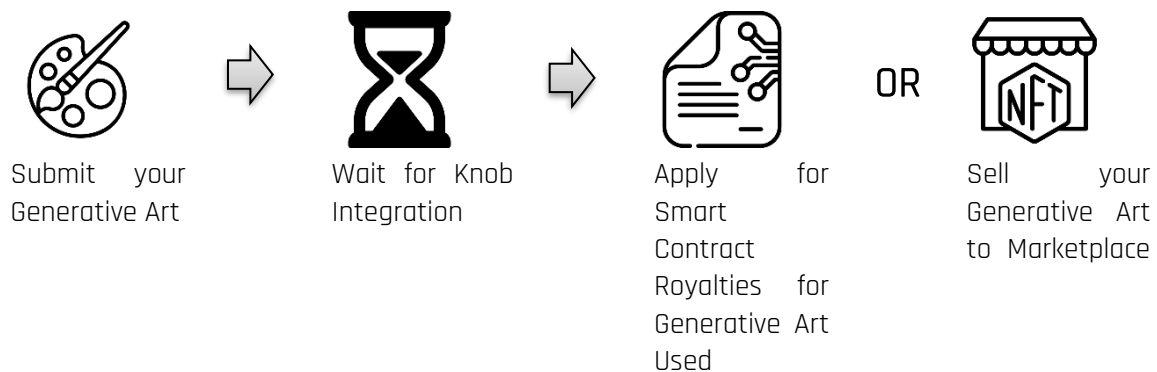 Submit your
Generative Art
Wait for Knob
Integration
Apply for
Smart
Contract
Royalties for
Generative Art
Used
OR
NFT
Sell your
Generative Art
to Marketplace